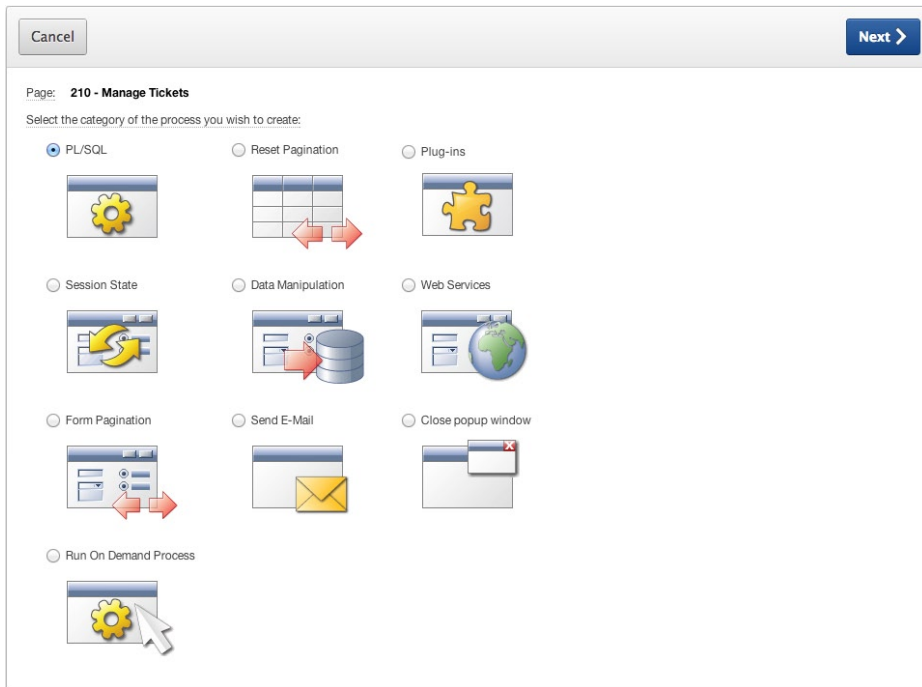 Cancel
Next
Page: 210 - Manage Tickets
Select the category of the process you wish to create:
PL/SQL
Reset Pagination
Plug-ins
Session State
Data Manipulation
Web Services
Form Pagination
Send E-Mail
Close popup window
Run On Demand Process